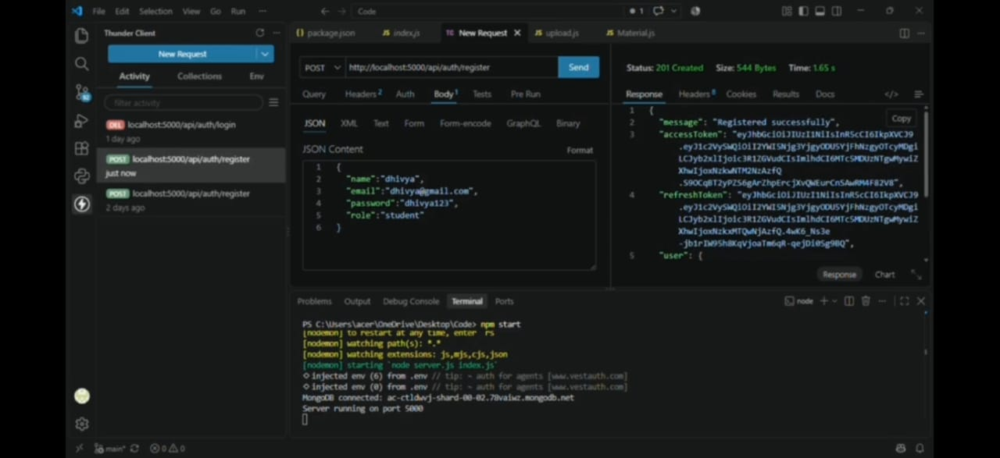 File Edit Selection View Go Run ···
Code
1
Thunder Client
New Request
Activity Collections Env
filter activity
DEL localhost:5000/api/auth/login
1 day ago
POST localhost:5000/api/auth/register
just now
POST localhost:5000/api/auth/register
2 days ago
{} package.json JS index.js TC New Request JS upload.js JS Material.js
POST http://localhost:5000/api/auth/register Send
Query Headers 2 Auth Body 1 Tests Pre Run
JSON XML Text Form Form-encode GraphQL Binary
JSON Content Format
1 {
2 "name":"dhivya",
3 "email":"dhivya@gmail.com",
4 "password":"dhivya123",
5 "role":"student"
6 }
Status: 201 Created Size: 544 Bytes Time: 1.65 s
Response Headers 8 Cookies Results Docs
Copy
1 {
2 "message": "Registered successfully",
3 "accessToken":
4 "refreshToken":
5 "user": {
Response Chart
Problems Output Debug Console Terminal Ports
node
PS C:\Users\acer\OneDrive\Desktop\Code> npm start
[nodemon] to restart at any time, enter `rs`
[nodemon] watching path(s): *.*
[nodemon] watching extensions: js,mjs,cjs,json
[nodemon] starting `node server.js index.js`
injected env (6) from .env // tip: ~ auth for agents [www.vestauth.com]
injected env (0) from .env // tip: ~ auth for agents [www.vestauth.com]
MongoDB connected: ac-ctldwvj-shard-00-02.78vaiwz.mongodb.net
Server running on port 5000
main* 0 0